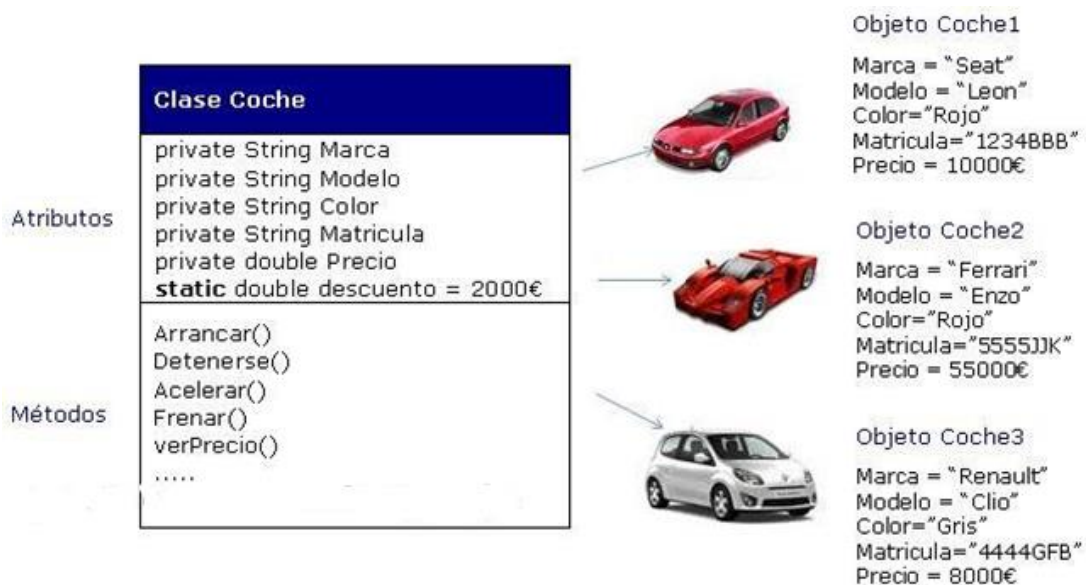 Clase Coche
Atributos
private String Marca
private String Modelo
private String Color
private String Matricula
private double Precio
static double descuento = 2000€
Métodos
Arrancar()
Detenerse()
Acelerar()
Frenar()
verPrecio()
.....
Objeto Coche1
Marca = "Seat"
Modelo = "Leon"
Color="Rojo"
Matricula="1234BBB"
Precio = 10000€
Objeto Coche2
Marca = "Ferrari"
Modelo = "Enzo"
Color="Rojo"
Matricula="5555JJK"
Precio = 55000€
Objeto Coche3
Marca = "Renault"
Modelo = "Clio"
Color="Gris"
Matricula="4444GFB"
Precio = 8000€